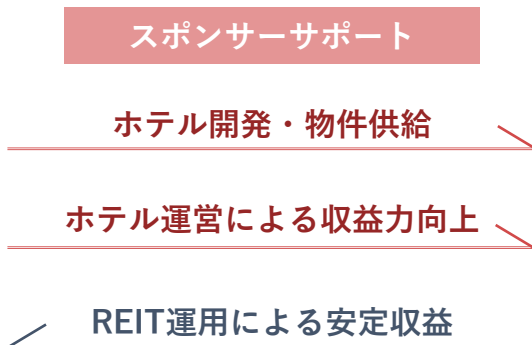 スポンサーサポート
ホテル開発・物件供給
ホテル運営による収益力向上
REIT運用による安定収益